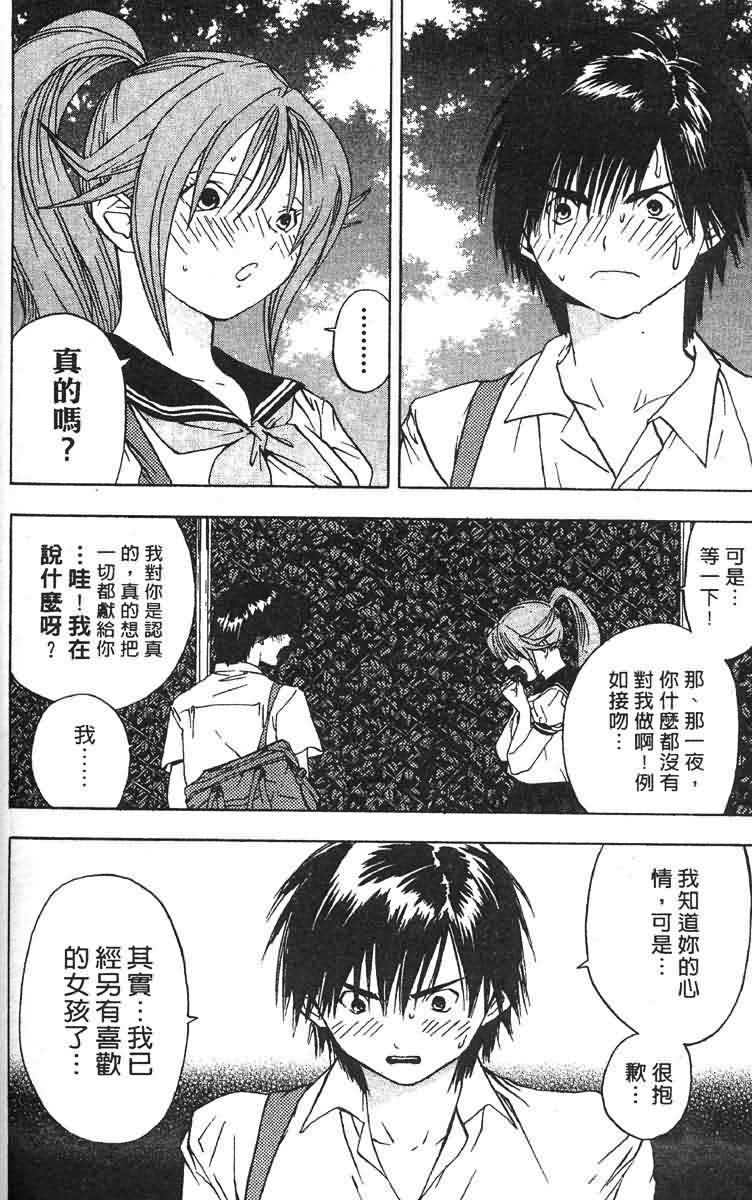 ………
真的嗎？
可是…
等一下！
那、那一夜，
你什麼都沒有
對我做啊！例
如接吻…
我對你是認真
的，真的想把
一切都獻給你
…哇！我在
說什麼呀？
我……
我知道妳的心
情，可是…
很抱
歉…
其實…我已
經另有喜歡
的女孩了…